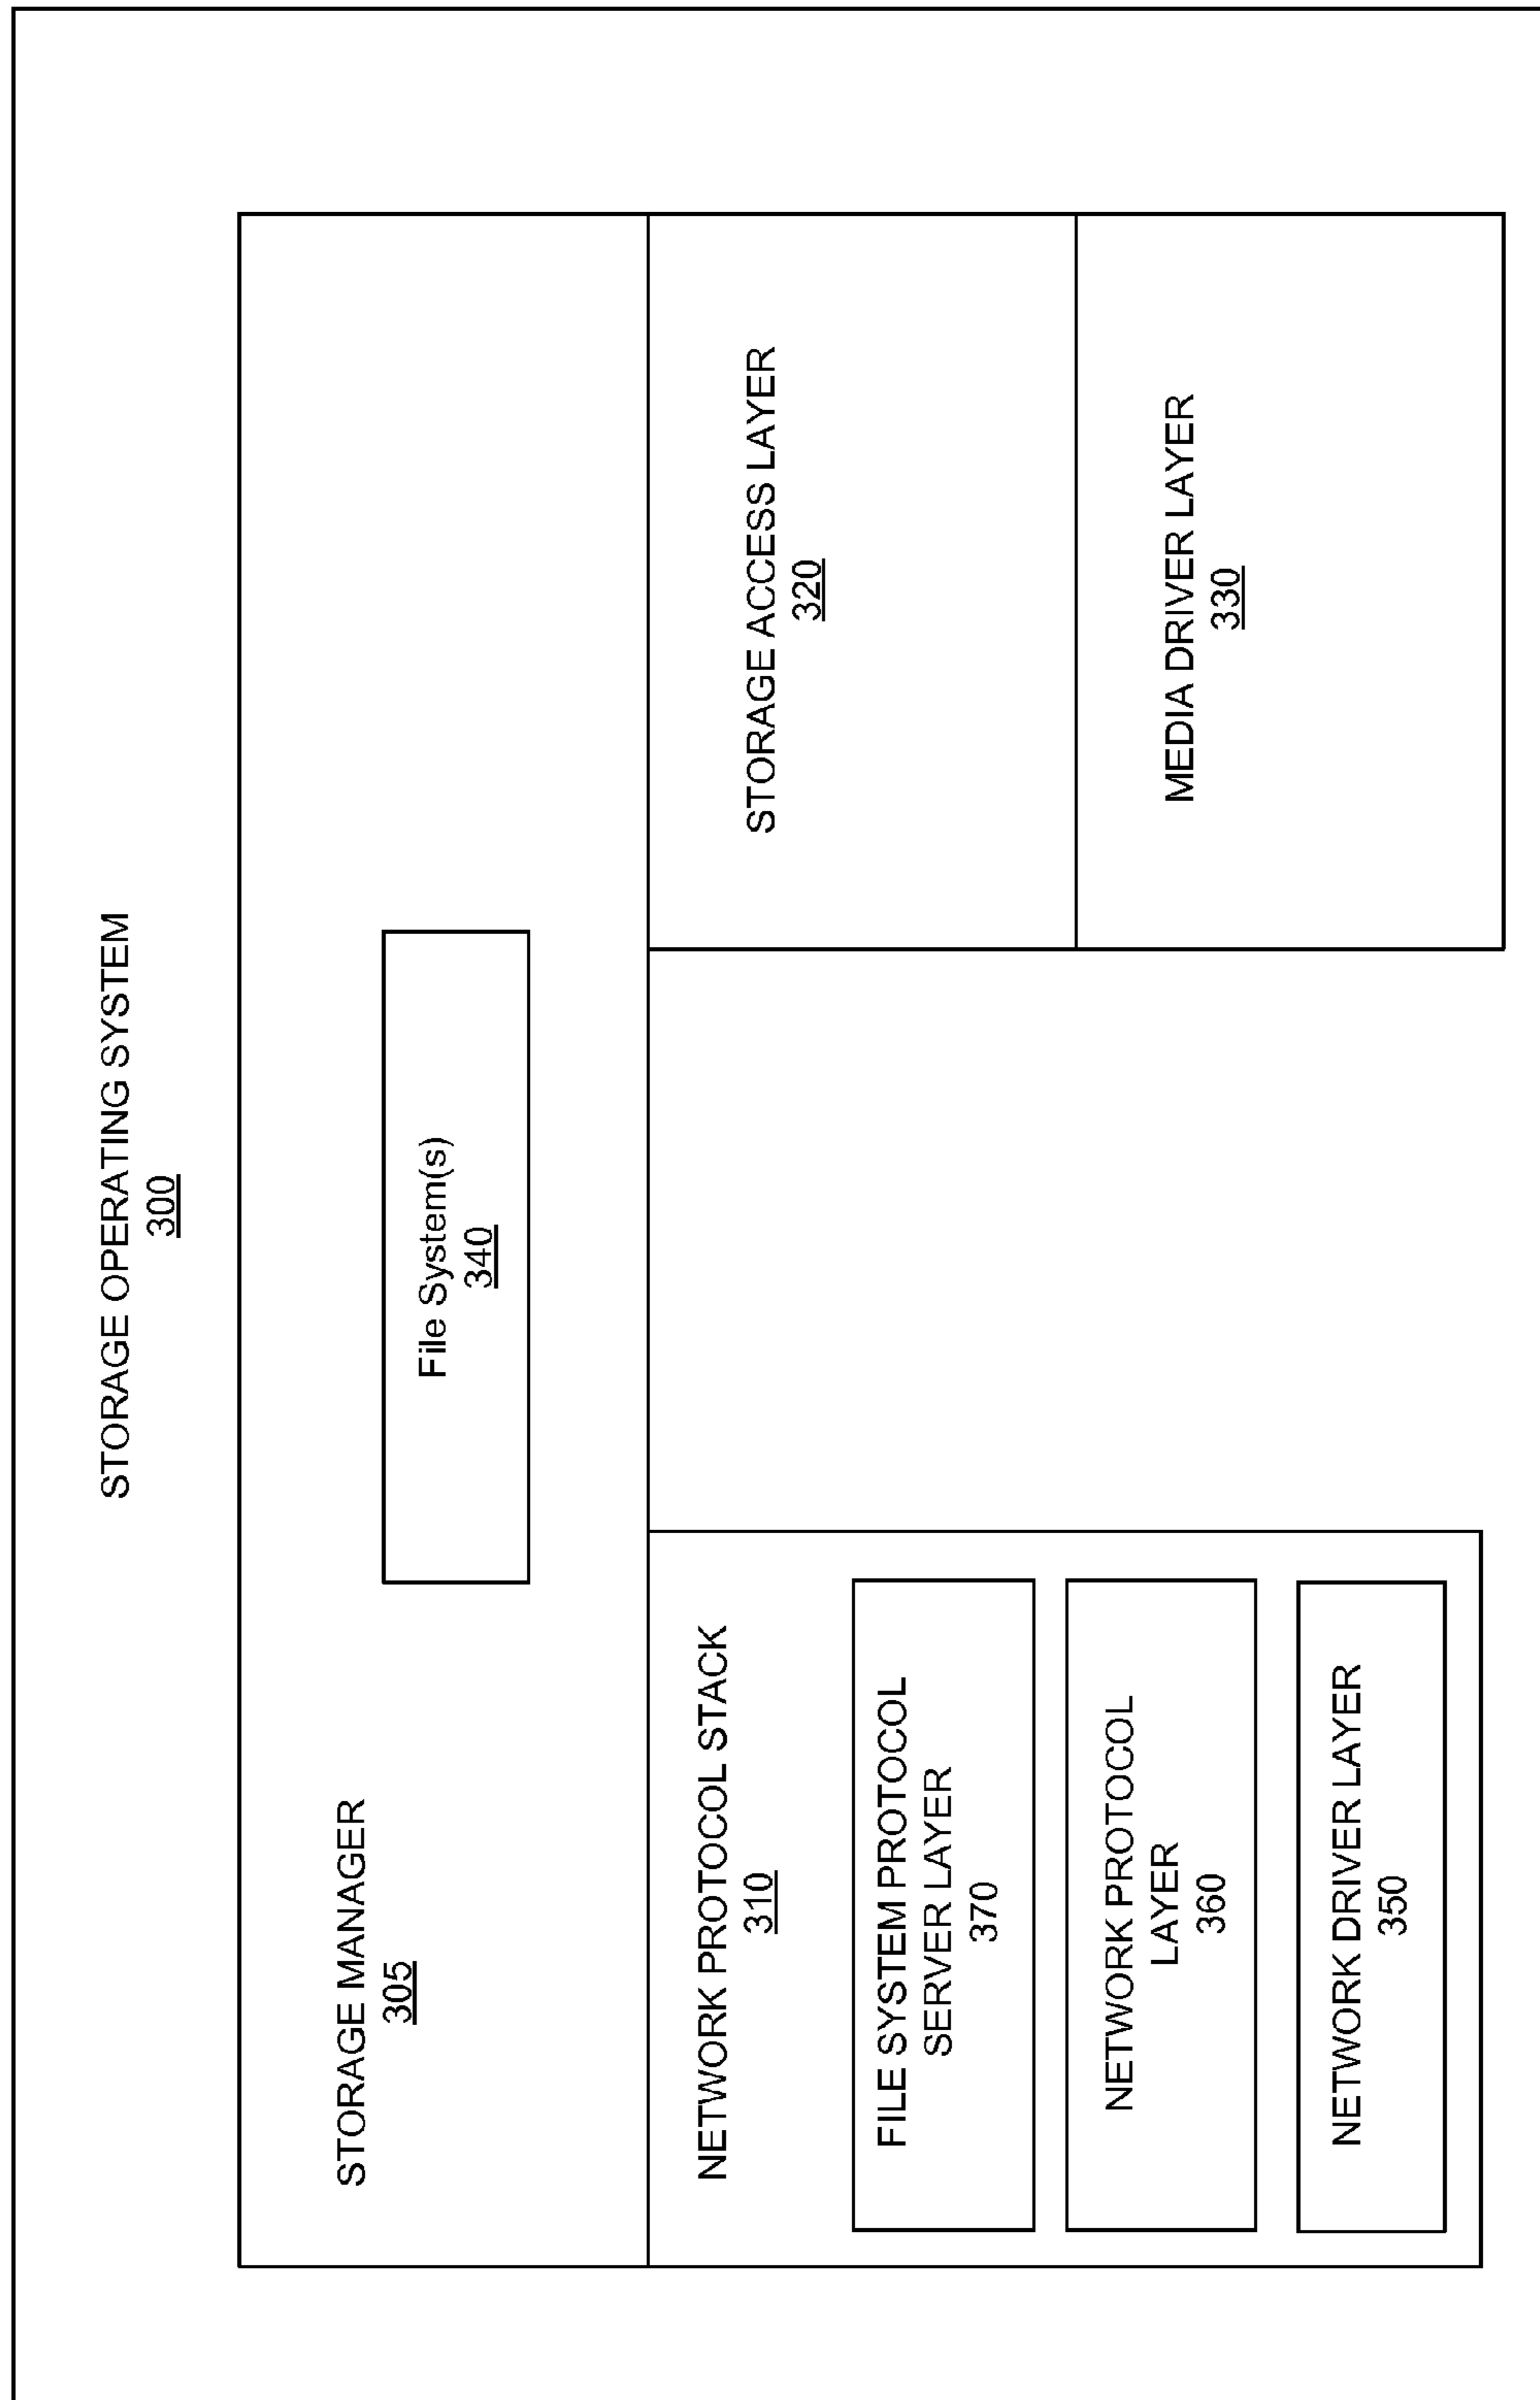 STORAGE OPERATING SYSTEM
300
STORAGE MANAGER
305
File System(s)
340
NETWORK PROTOCOL STACK
310
FILE SYSTEM PROTOCOL
SERVER LAYER
370
NETWORK PROTOCOL
LAYER
360
NETWORK DRIVER LAYER
350
STORAGE ACCESS LAYER
320
MEDIA DRIVER LAYER
330